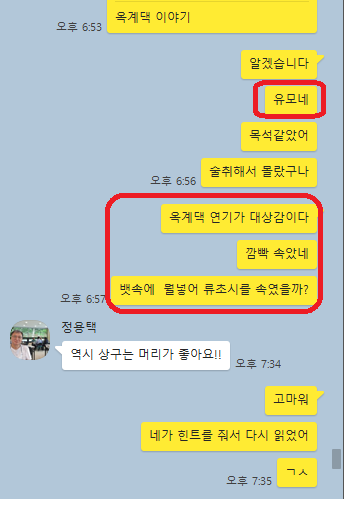 옥계댁 이야기
오후 6:53
알겠습니다
유모네
목석같았어
술취해서 몰랐구나
오후 6:56
옥계댁 연기가 대상감이다
깜빡 속았네
뱃속에 뭘넣어 류초시를 속였을까?
오후 6:57
정용택
역시 상구는 머리가 좋아요!!
오후 7:34
고마워
네가 힌트를 줘서 다시 읽었어
ㄱㅅ
오후 7:35